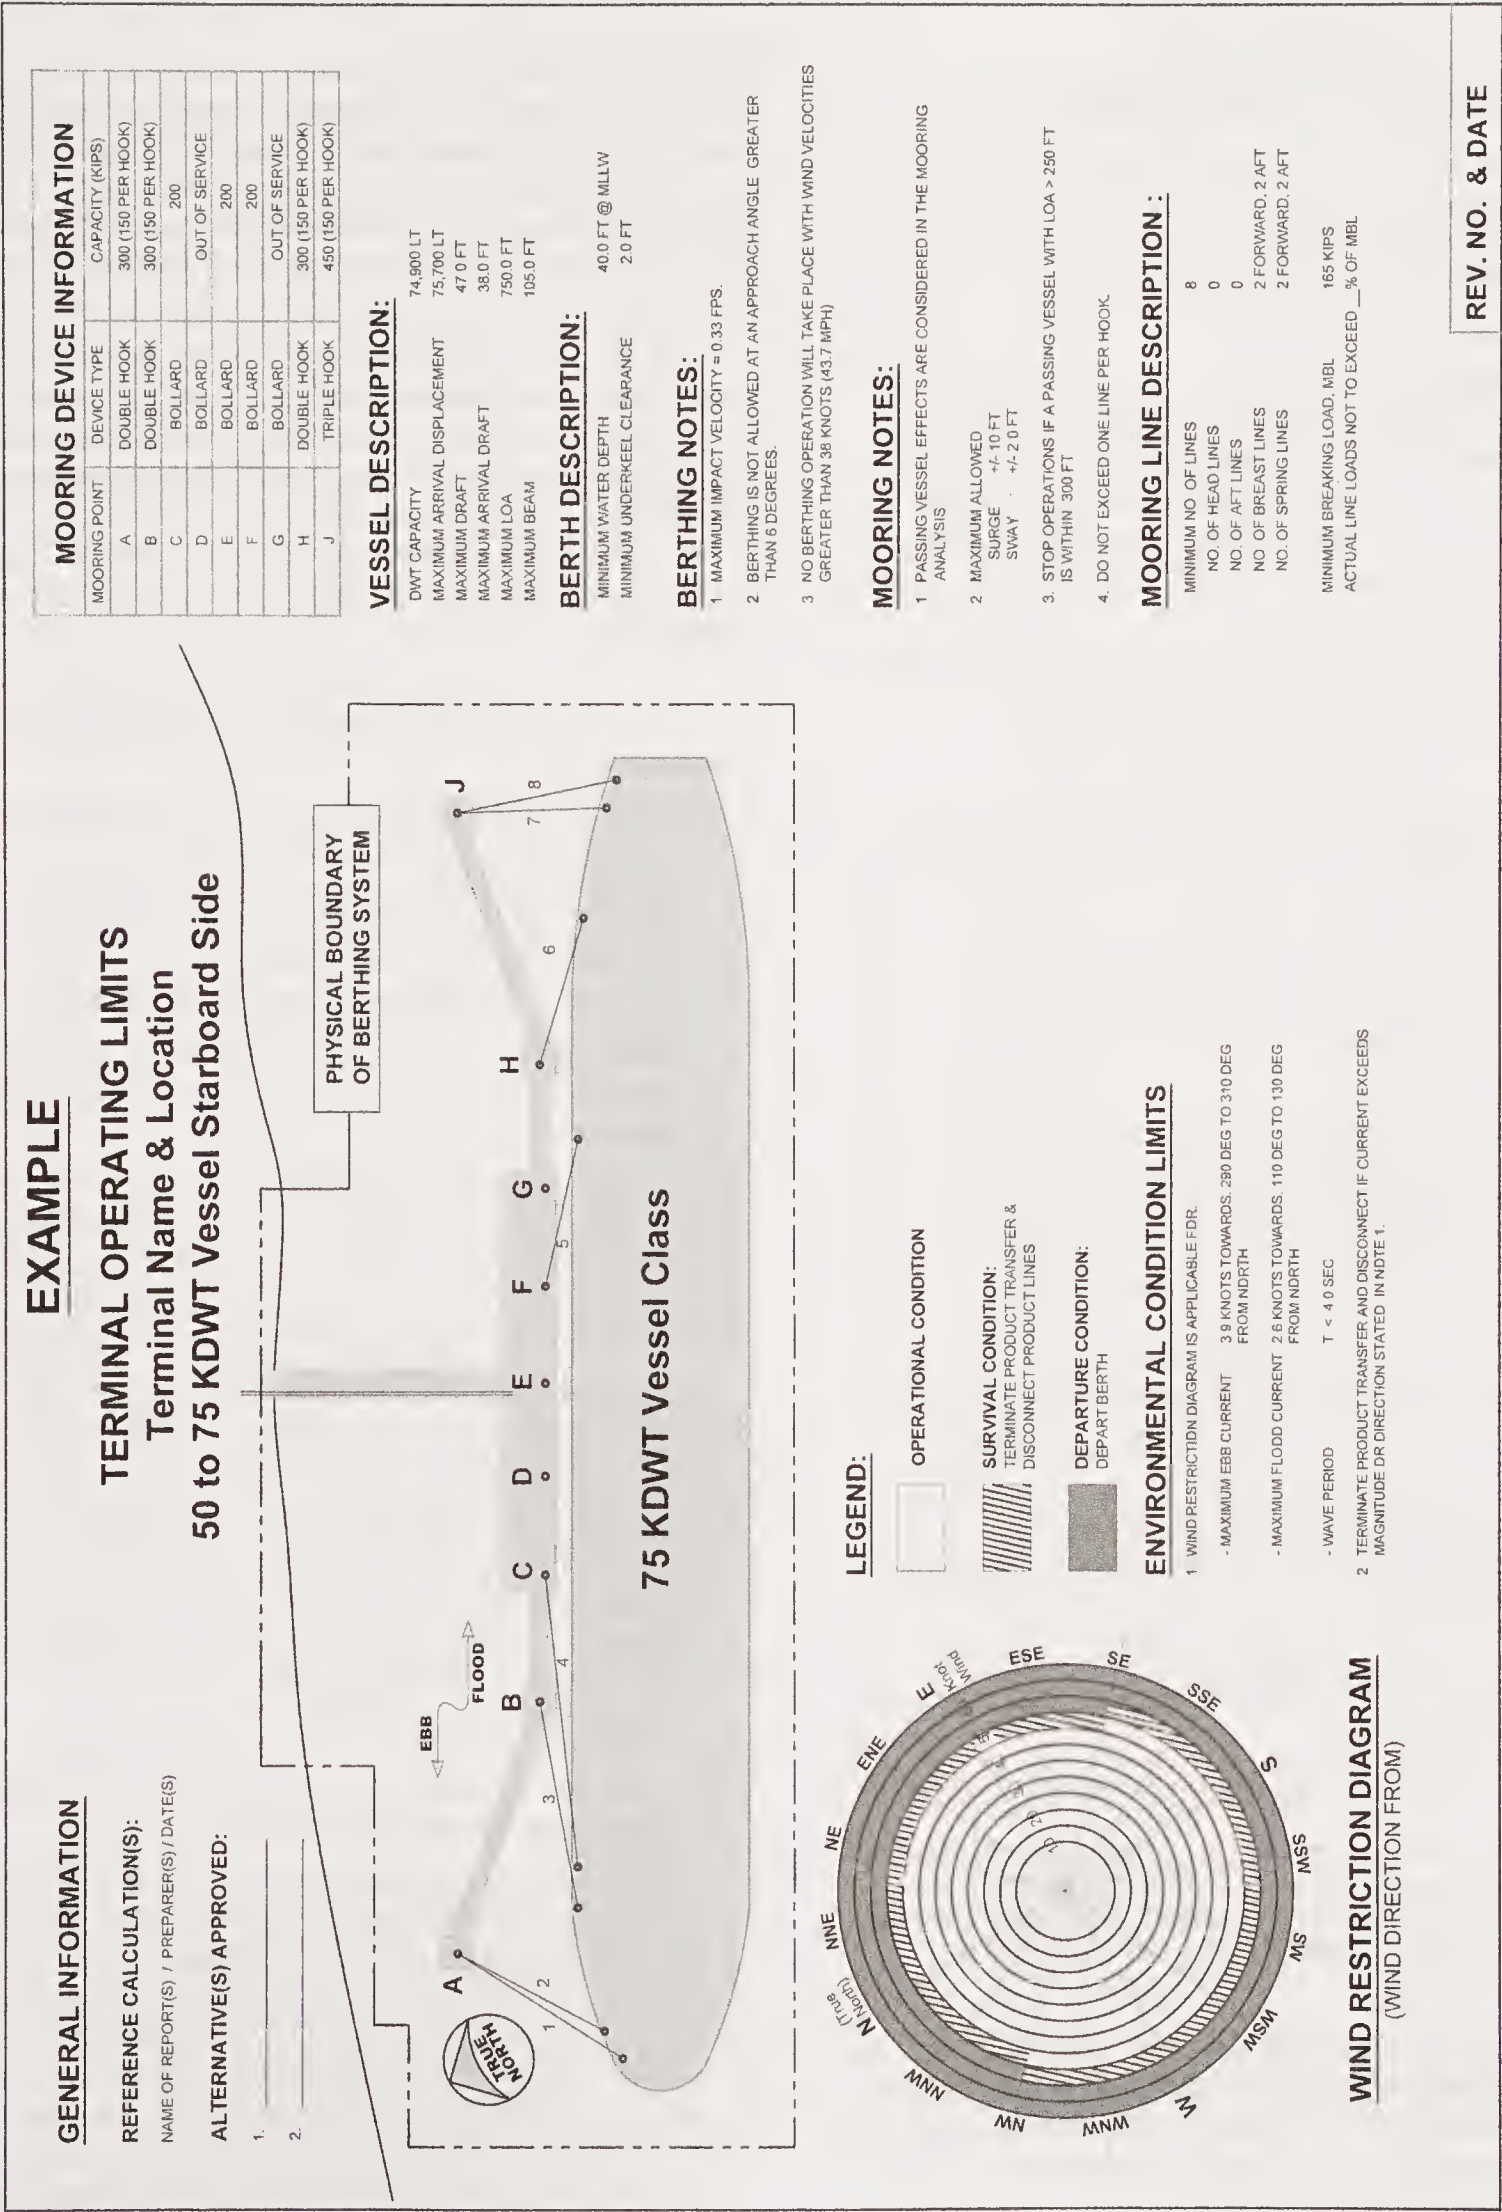 EXAMPLE
TERMINAL OPERATING LIMITS
Terminal Name & Location
50 to 75 KDWT Vessel Starboard Side
GENERAL INFORMATION
REFERENCE CALCULATION(S):
NAME OF REPORT(S) / PREPARER(S) / DATE(S)
ALTERNATIVE(S) APPROVED:
1.
2.
PHYSICAL BOUNDARY
OF BERTHING SYSTEM
TRUE
NORTH
EBB
FLOOD
A
B
C
D
E
F
G
H
J
1
2
3
4
5
6
7
8
75 KDWT Vessel Class
MOORING DEVICE INFORMATION
MOORING POINT DEVICE TYPE CAPACITY (KIPS)
A DOUBLE HOOK 300 (150 PER HOOK)
B DOUBLE HOOK 300 (150 PER HOOK)
C BOLLARD 200
D BOLLARD OUT OF SERVICE
E BOLLARD 200
F BOLLARD 200
G BOLLARD OUT OF SERVICE
H DOUBLE HOOK 300 (150 PER HOOK)
J TRIPLE HOOK 450 (150 PER HOOK)
VESSEL DESCRIPTION:
DWT CAPACITY 74,900 LT
MAXIMUM ARRIVAL DISPLACEMENT 75,700 LT
MAXIMUM DRAFT 47 0 FT
MAXIMUM ARRIVAL DRAFT 38.0 FT
MAXIMUM LOA 750.0 FT
MAXIMUM BEAM 105.0 FT
BERTH DESCRIPTION:
MINIMUM WATER DEPTH 40.0 FT @ MLLW
MINIMUM UNDERKEEL CLEARANCE 2.0 FT
BERTHING NOTES:
1 MAXIMUM IMPACT VELOCITY = 0.33 FPS.
2 BERTHING IS NOT ALLOWED AT AN APPROACH ANGLE GREATER
THAN 6 DEGREES.
3 NO BERTHING OPERATION WILL TAKE PLACE WITH WIND VELOCITIES
GREATER THAN 38 KNOTS (43.7 MPH)
MOORING NOTES:
1 PASSING VESSEL EFFECTS ARE CONSIDERED IN THE MOORING
ANALYSIS
2 MAXIMUM ALLOWED
SURGE +/- 10 FT
SWAY · +/- 2 0 FT
3. STOP OPERATIONS IF A PASSING VESSEL WITH LOA > 250 FT
IS WITHIN 300 FT
4. DO NOT EXCEED ONE LINE PER HOOK.
MOORING LINE DESCRIPTION :
MINIMUM NO OF LINES 8
NO. OF HEAD LINES 0
NO. OF AFT LINES 0
NO OF BREAST LINES 2 FORWARD, 2 AFT
NO. OF SPRING LINES 2 FORWARD, 2 AFT
MINIMUM BREAKING LOAD, MBL 165 KIPS
ACTUAL LINE LOADS NOT TO EXCEED __% OF MBL
LEGEND:
OPERATIONAL CONDITION
SURVIVAL CONDITION:
TERMINATE PRODUCT TRANSFER &
DISCONNECT PRODUCT LINES
DEPARTURE CONDITION:
DEPART BERTH
ENVIRONMENTAL CONDITION LIMITS
1 WIND RESTRICTION DIAGRAM IS APPLICABLE FDR.
- MAXIMUM EBB CURRENT 3 9 KNOTS TOWARDS. 290 DEG TO 310 DEG
FROM NDRTH
- MAXIMUM FLODD CURRENT 2 6 KNOTS TOWARDS. 110 DEG TO 130 DEG
FROM NDRTH
- WAVE PERIOD T < 4 0 SEC
2 TERMINATE PRODUCT TRANSFER AND DISCONNECT IF CURRENT EXCEEDS
MAGNITUDE DR DIRECTION STATED IN NDTE 1.
N
(True
North)
NNE
NE
ENE
E
Knot
Wind
ESE
SE
SSE
S
SSW
SW
WSW
W
WNW
NW
NNW
10
20
WIND RESTRICTION DIAGRAM
(WIND DIRECTION FROM)
REV. NO. & DATE